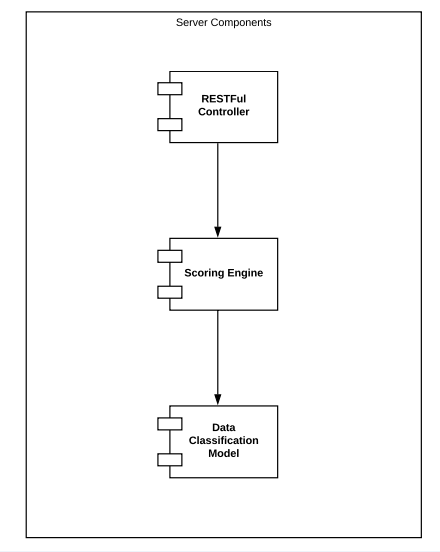 Server Components
RESTFul
Controller
Scoring Engine
Data
Classification
Model